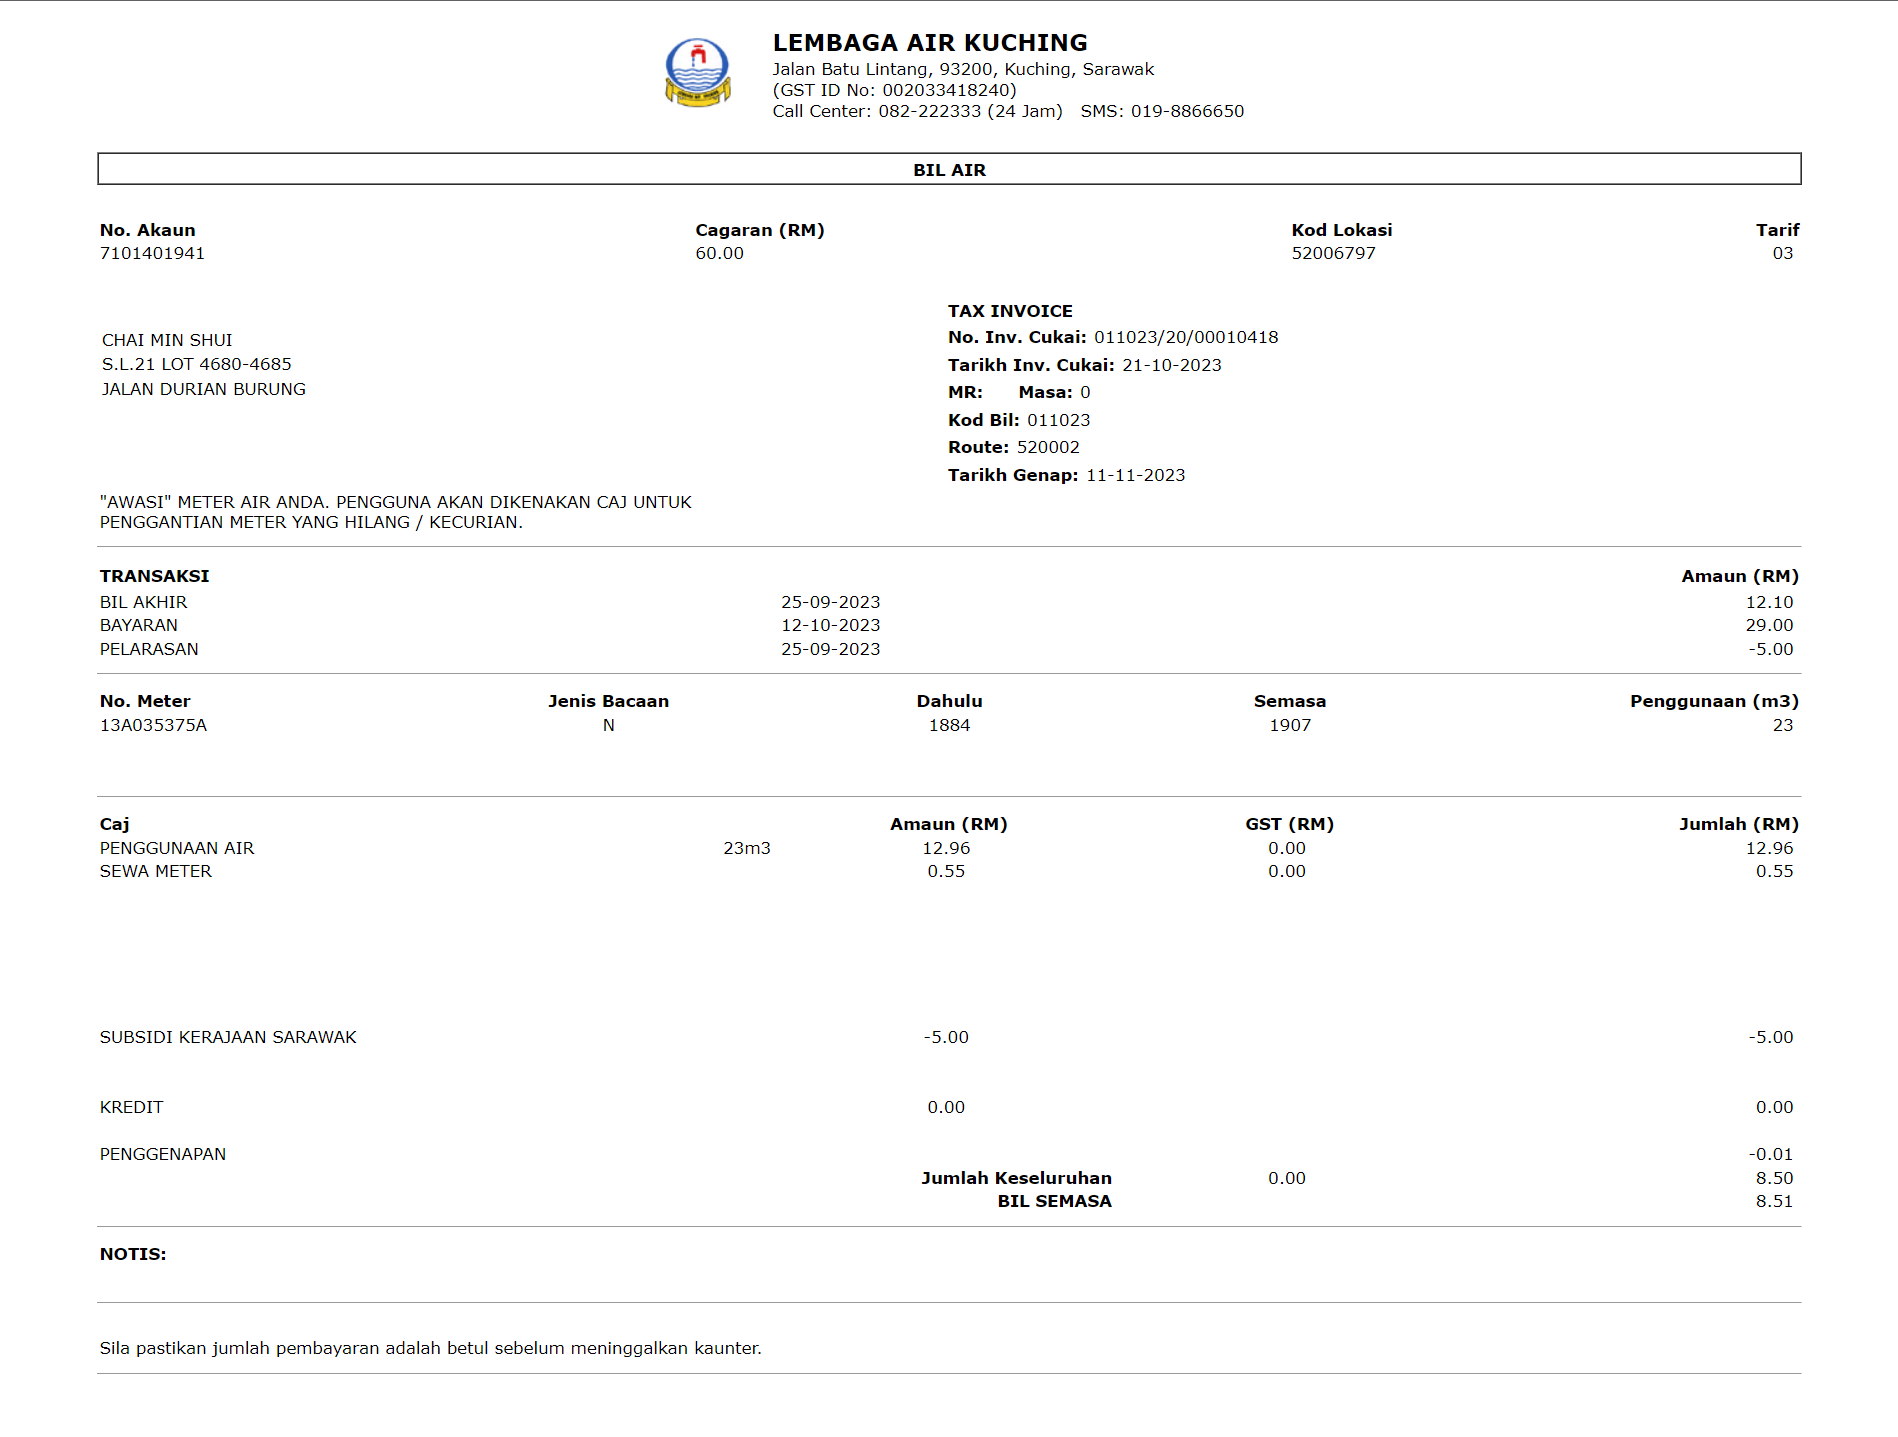 LEMBAGA AIR KUCHING
Jalan Batu Lintang, 93200, Kuching, Sarawak
(GST ID No: 002033418240)
Call Center: 082-222333 (24 Jam) SMS: 019-8866650
BIL AIR
No. Akaun Cagaran (RM) Kod Lokasi Tarif
7101401941 60.00 52006797 03
CHAI MIN SHUI
S.L.21 LOT 4680-4685
JALAN DURIAN BURUNG
TAX INVOICE
No. Inv. Cukai: 011023/20/00010418
Tarikh Inv. Cukai: 21-10-2023
MR: Masa: 0
Kod Bil: 011023
Route: 520002
Tarikh Genap: 11-11-2023
"AWASI" METER AIR ANDA. PENGGUNA AKAN DIKENAKAN CAJ UNTUK
PENGGANTIAN METER YANG HILANG / KECURIAN.
TRANSAKSI Amaun (RM)
BIL AKHIR 25-09-2023 12.10
BAYARAN 12-10-2023 29.00
PELARASAN 25-09-2023 -5.00
No. Meter Jenis Bacaan Dahulu Semasa Penggunaan (m3)
13A035375A N 1884 1907 23
Caj Amaun (RM) GST (RM) Jumlah (RM)
PENGGUNAAN AIR 23m3 12.96 0.00 12.96
SEWA METER 0.55 0.00 0.55
SUBSIDI KERAJAAN SARAWAK -5.00 -5.00
KREDIT 0.00 0.00
PENGGENAPAN -0.01
Jumlah Keseluruhan 0.00 8.50
BIL SEMASA 8.51
NOTIS:
Sila pastikan jumlah pembayaran adalah betul sebelum meninggalkan kaunter.